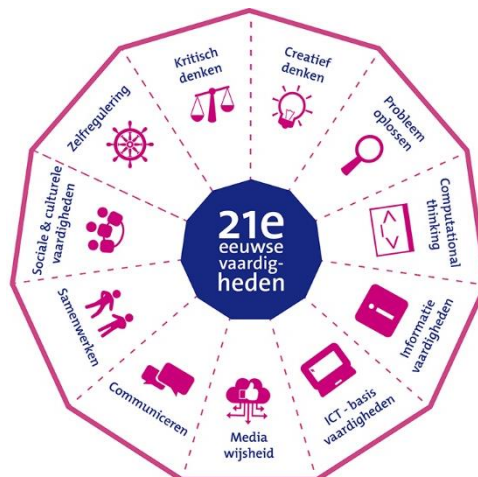 21e
eeuwse
vaardig-
heden
Kritisch
denken
Creatief
denken
Probleem
oplossen
Computational
thinking
Informatie
vaardigheden
ICT - basis
vaardigheden
Media
wijsheid
Communiceren
Samenwerken
Sociale & culturele
vaardigheden
Zelfregulering